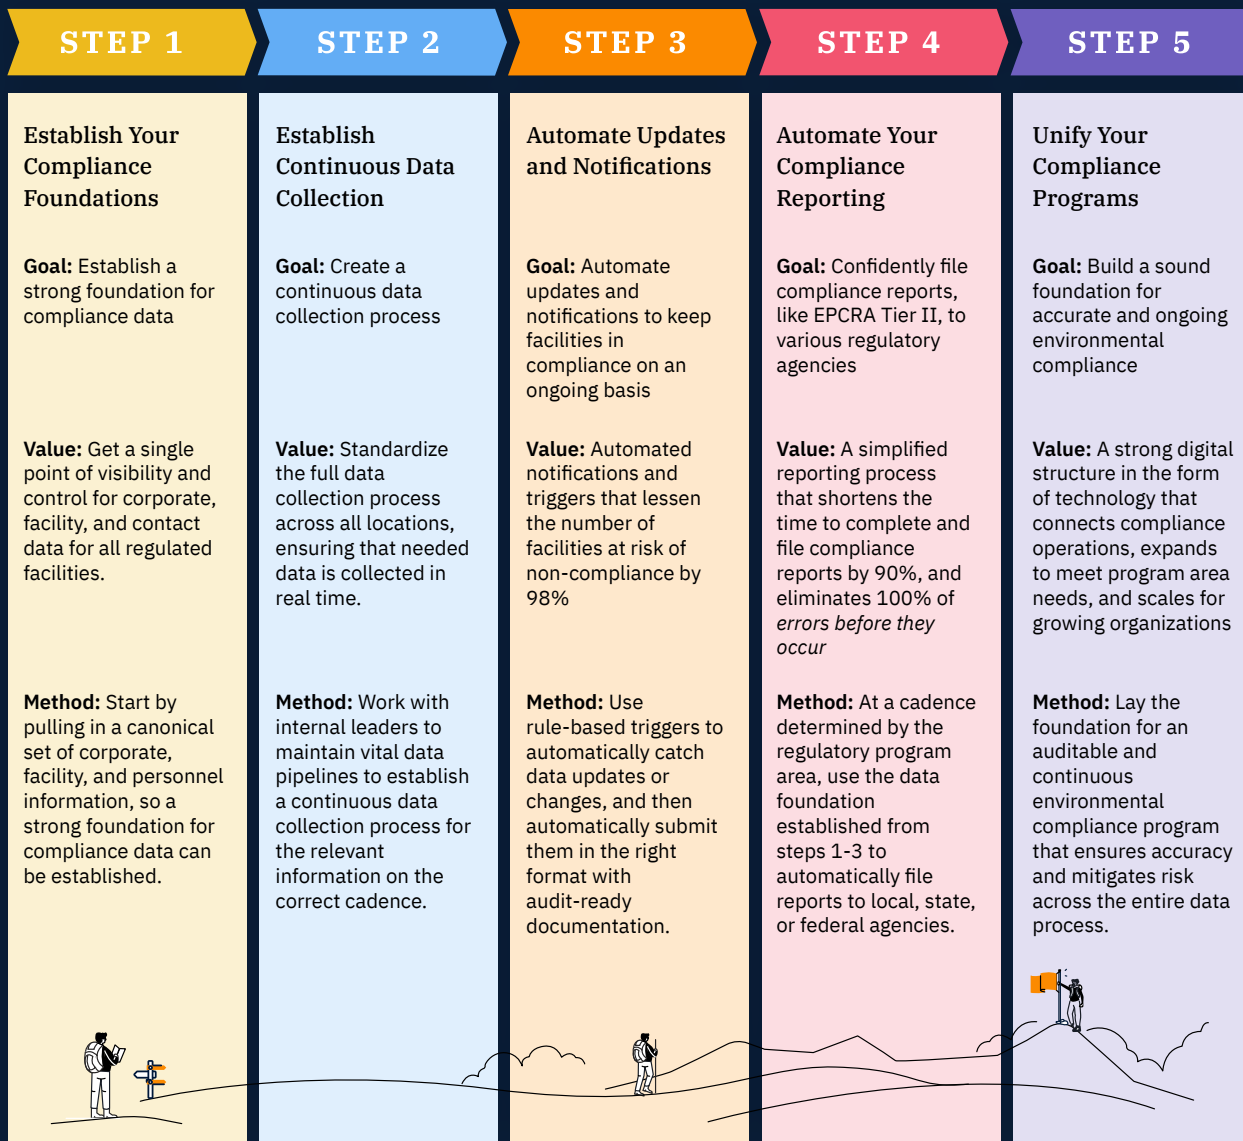 STEP 1
STEP 2
STEP 3
STEP 4
STEP 5
Establish Your
Compliance
Foundations
Goal: Establish a
strong foundation for
compliance data
Value: Get a single
point of visibility and
control for corporate,
facility, and contact
data for all regulated
facilities.
Method: Start by
pulling in a canonical
set of corporate,
facility, and personnel
information, so a
strong foundation for
compliance data can
be established.
Establish
Continuous Data
Collection
Goal: Create a
continuous data
collection process
Value: Standardize
the full data
collection process
across all locations,
ensuring that needed
data is collected in
real time.
Method: Work with
internal leaders to
maintain vital data
pipelines to establish
a continuous data
collection process for
the relevant
information on the
correct cadence.
Automate Updates
and Notifications
Goal: Automate
updates and
notifications to keep
facilities in
compliance on an
ongoing basis
Value: Automated
notifications and
triggers that lessen
the number of
facilities at risk of
non-compliance by
98%
Method: Use
rule-based triggers to
automatically catch
data updates or
changes, and then
automatically submit
them in the right
format with
audit-ready
documentation.
Automate Your
Compliance
Reporting
Goal: Confidently file
compliance reports,
like EPCRA Tier II, to
various regulatory
agencies
Value: A simplified
reporting process
that shortens the
time to complete and
file compliance
reports by 90%, and
eliminates 100% of
errors before they
occur
Method: At a cadence
determined by the
regulatory program
area, use the data
foundation
established from
steps 1-3 to
automatically file
reports to local, state,
or federal agencies.
Unify Your
Compliance
Programs
Goal: Build a sound
foundation for
accurate and ongoing
environmental
compliance
Value: A strong digital
structure in the form
of technology that
connects compliance
operations, expands
to meet program area
needs, and scales for
growing organizations
Method: Lay the
foundation for an
auditable and
continuous
environmental
compliance program
that ensures accuracy
and mitigates risk
across the entire data
process.